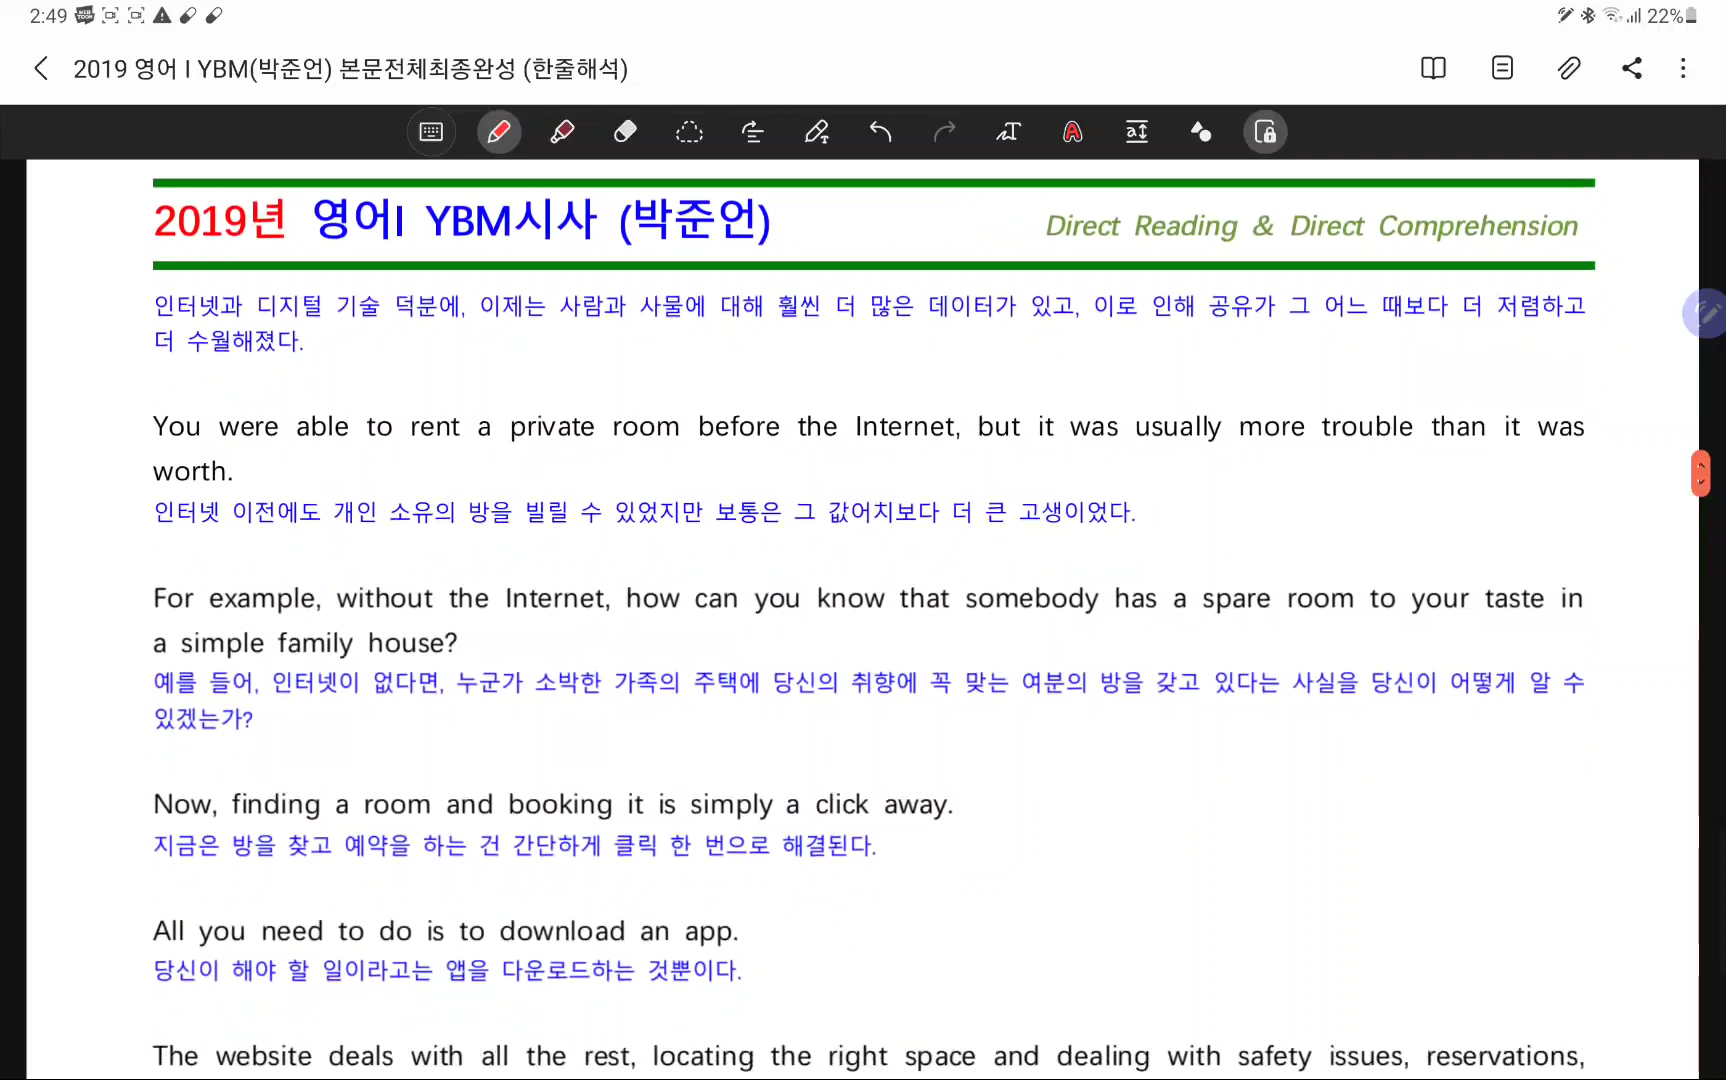 2:49
22%
2019 영어 I YBM(박준언) 본문전체최종완성 (한줄해석)
2019년 영어I YBM시사 (박준언) Direct Reading & Direct Comprehension
인터넷과 디지털 기술 덕분에, 이제는 사람과 사물에 대해 훨씬 더 많은 데이터가 있고, 이로 인해 공유가 그 어느 때보다 더 저렴하고
더 수월해졌다.
You were able to rent a private room before the Internet, but it was usually more trouble than it was
worth.
인터넷 이전에도 개인 소유의 방을 빌릴 수 있었지만 보통은 그 값어치보다 더 큰 고생이었다.
For example, without the Internet, how can you know that somebody has a spare room to your taste in
a simple family house?
예를 들어, 인터넷이 없다면, 누군가 소박한 가족의 주택에 당신의 취향에 꼭 맞는 여분의 방을 갖고 있다는 사실을 당신이 어떻게 알 수
있겠는가?
Now, finding a room and booking it is simply a click away.
지금은 방을 찾고 예약을 하는 건 간단하게 클릭 한 번으로 해결된다.
All you need to do is to download an app.
당신이 해야 할 일이라고는 앱을 다운로드하는 것뿐이다.
The website deals with all the rest, locating the right space and dealing with safety issues, reservations,